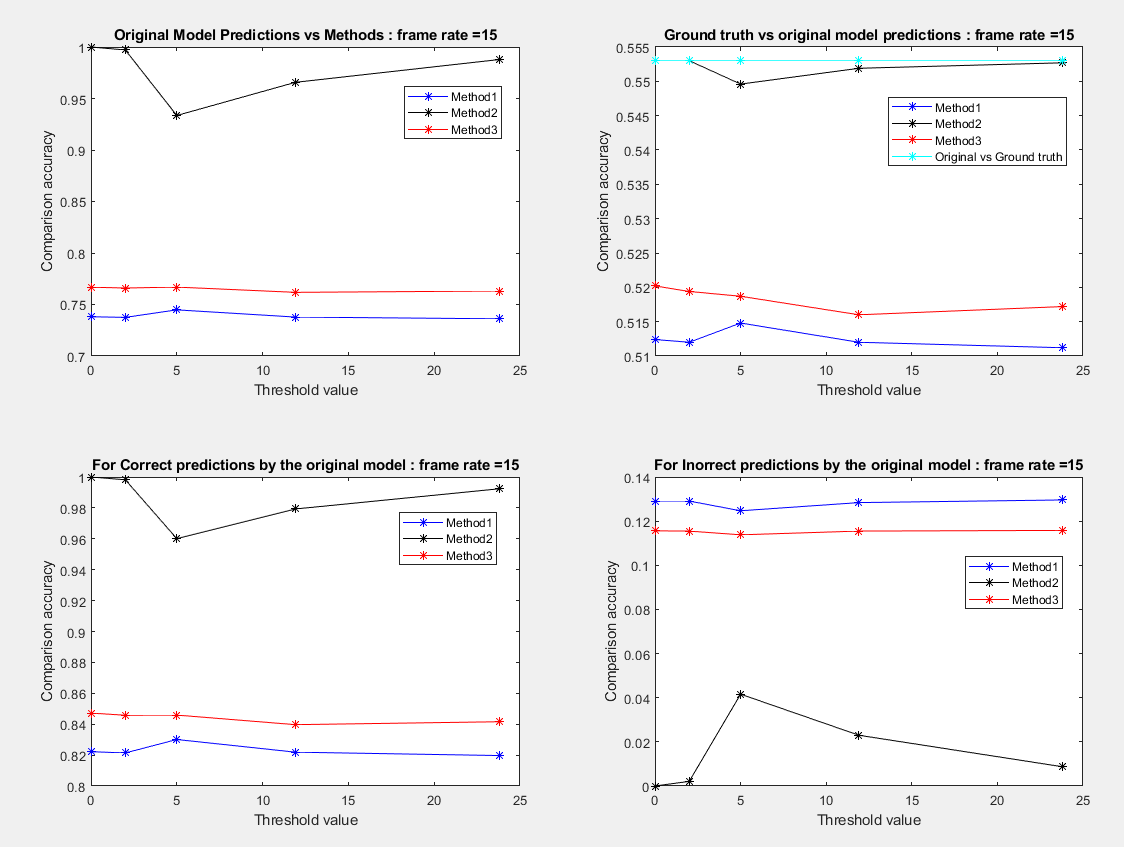 Original Model Predictions vs Methods : frame rate =15
1
0.95
0.9
0.85
0.8
0.75
0.7
Comparison accuracy
Method1
Method2
Method3
0 5 10 15 20 25
Threshold value
Ground truth vs original model predictions : frame rate =15
0.555
0.55
0.545
0.54
0.535
0.53
0.525
0.52
0.515
0.51
Comparison accuracy
Method1
Method2
Method3
Original vs Ground truth
0 5 10 15 20 25
Threshold value
For Correct predictions by the original model : frame rate =15
1
0.98
0.96
0.94
0.92
0.9
0.88
0.86
0.84
0.82
0.8
Comparison accuracy
Method1
Method2
Method3
0 5 10 15 20 25
Threshold value
For Inorrect predictions by the original model : frame rate =15
0.14
0.12
0.1
0.08
0.06
0.04
0.02
0
Comparison accuracy
Method1
Method2
Method3
0 5 10 15 20 25
Threshold value